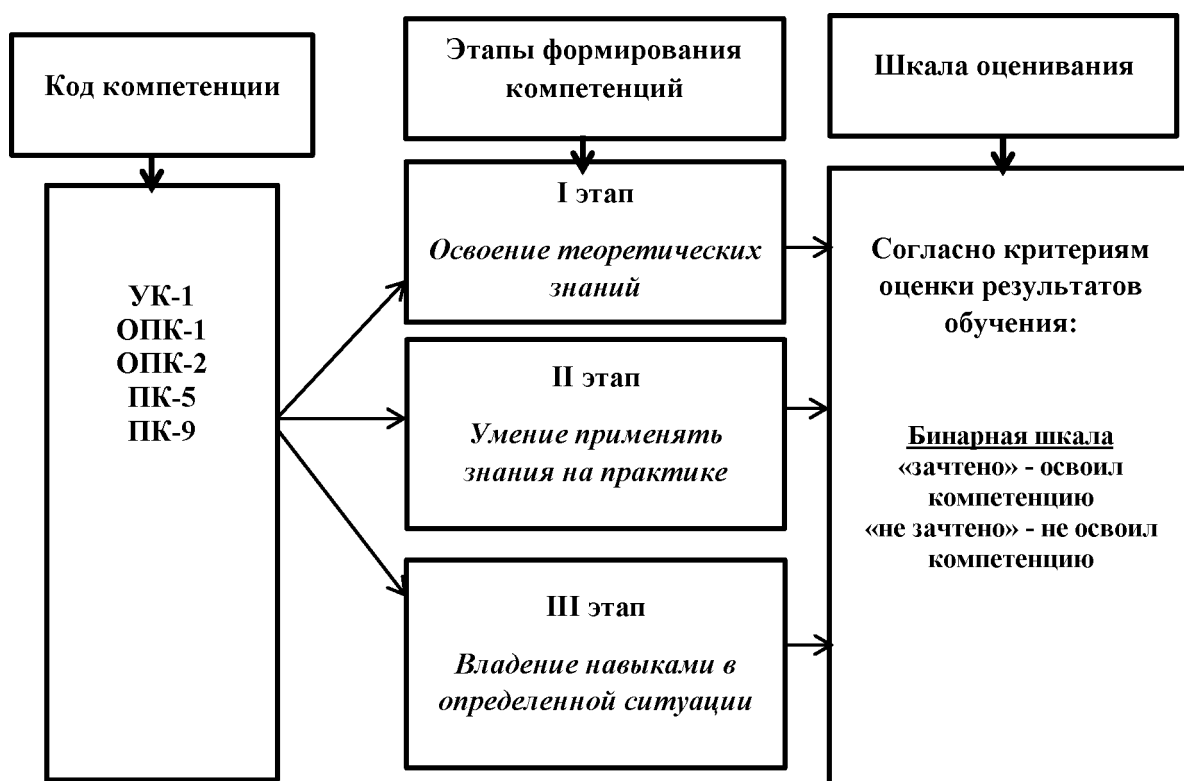 Код компетенции
Этапы формирования
компетенций
Шкала оценивания
УК-1
ОПК-1
ОПК-2
ПК-5
ПК-9
I этап
Освоение теоретических
знаний
II этап
Умение применять
знания на практике
III этап
Владение навыками в
определенной ситуации
Согласно критериям
оценки результатов
обучения:
Бинарная шкала
«зачтено» - освоил
компетенцию
«не зачтено» - не освоил
компетенцию